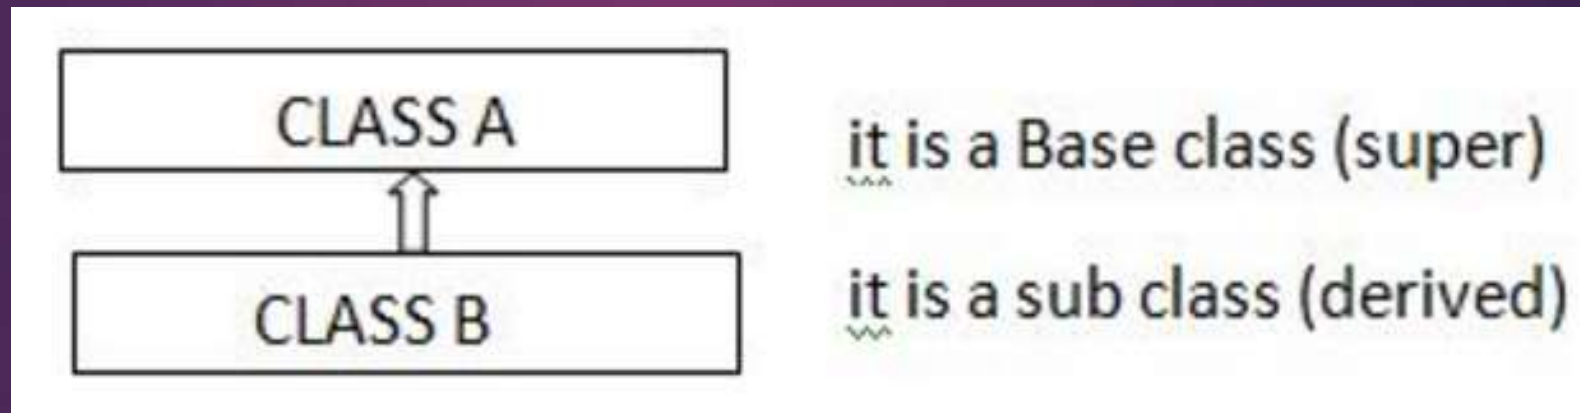 CLASS A
it is a Base class (super)
CLASS B
it is a sub class (derived)